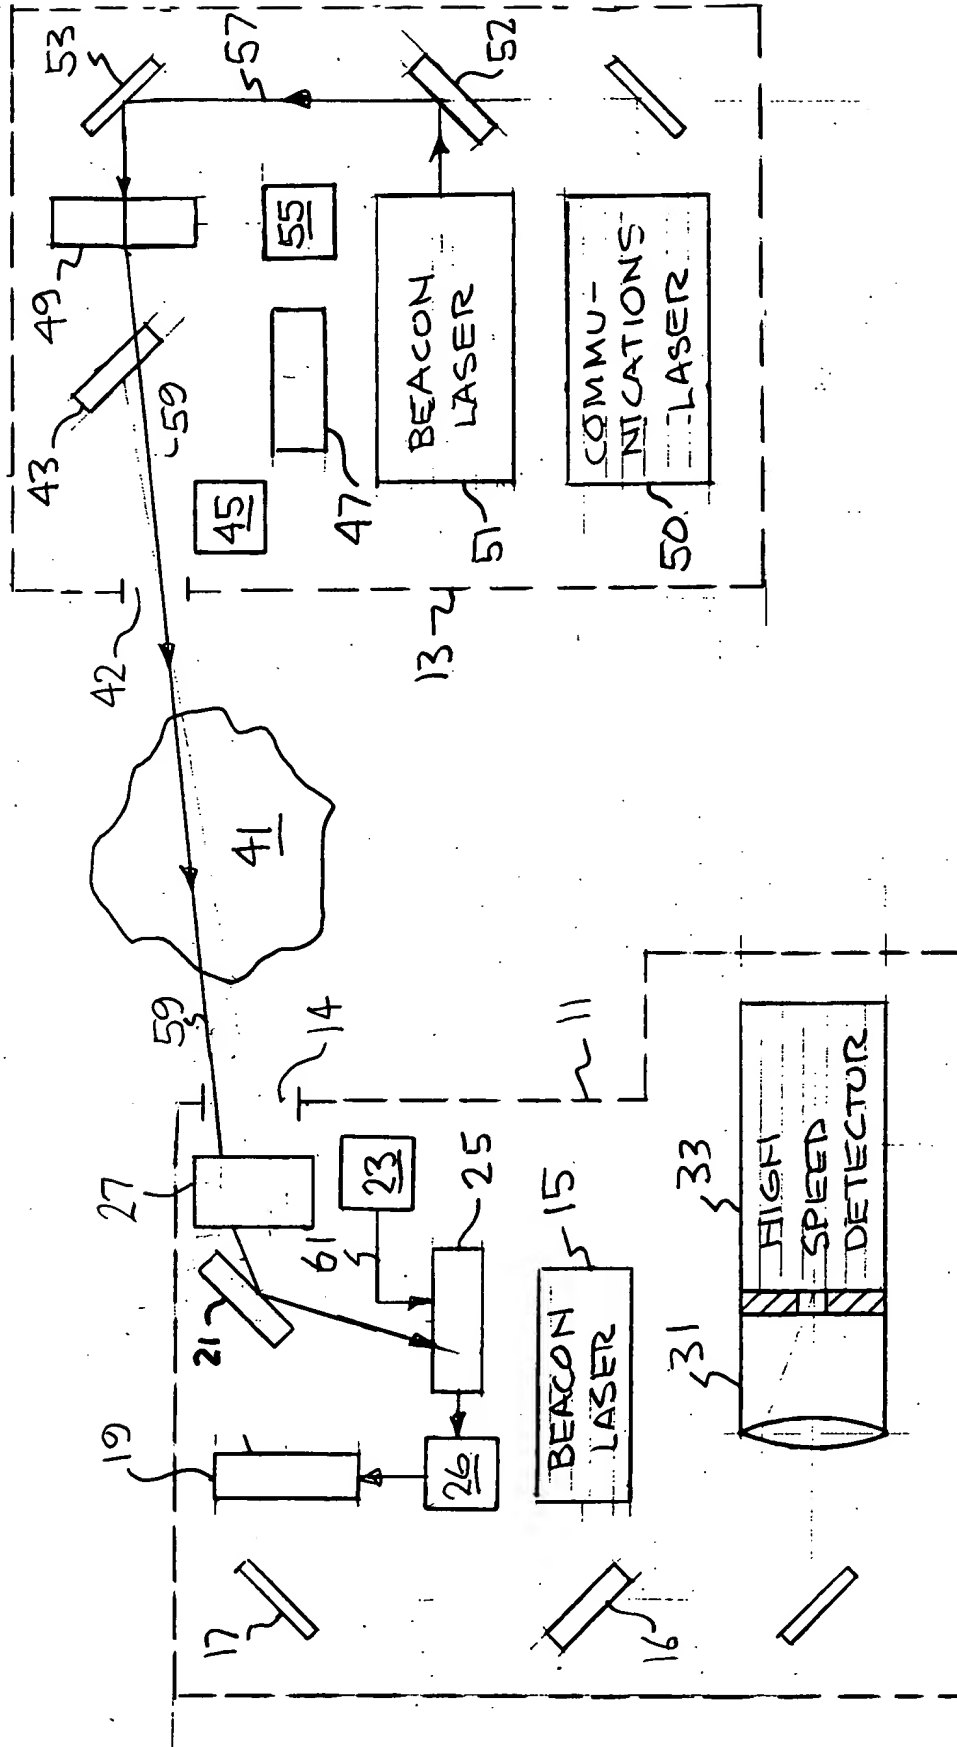 53
57
52
49
55
43
59
45
47
BEACON
LASER
51
COMMU-
NICATIONS
LASER
50
42
13
41
59
14
11
27
23
61
25
21
15
33
HIGH
SPEED
DETECTOR
31
19
26
BEACON
LASER
17
16